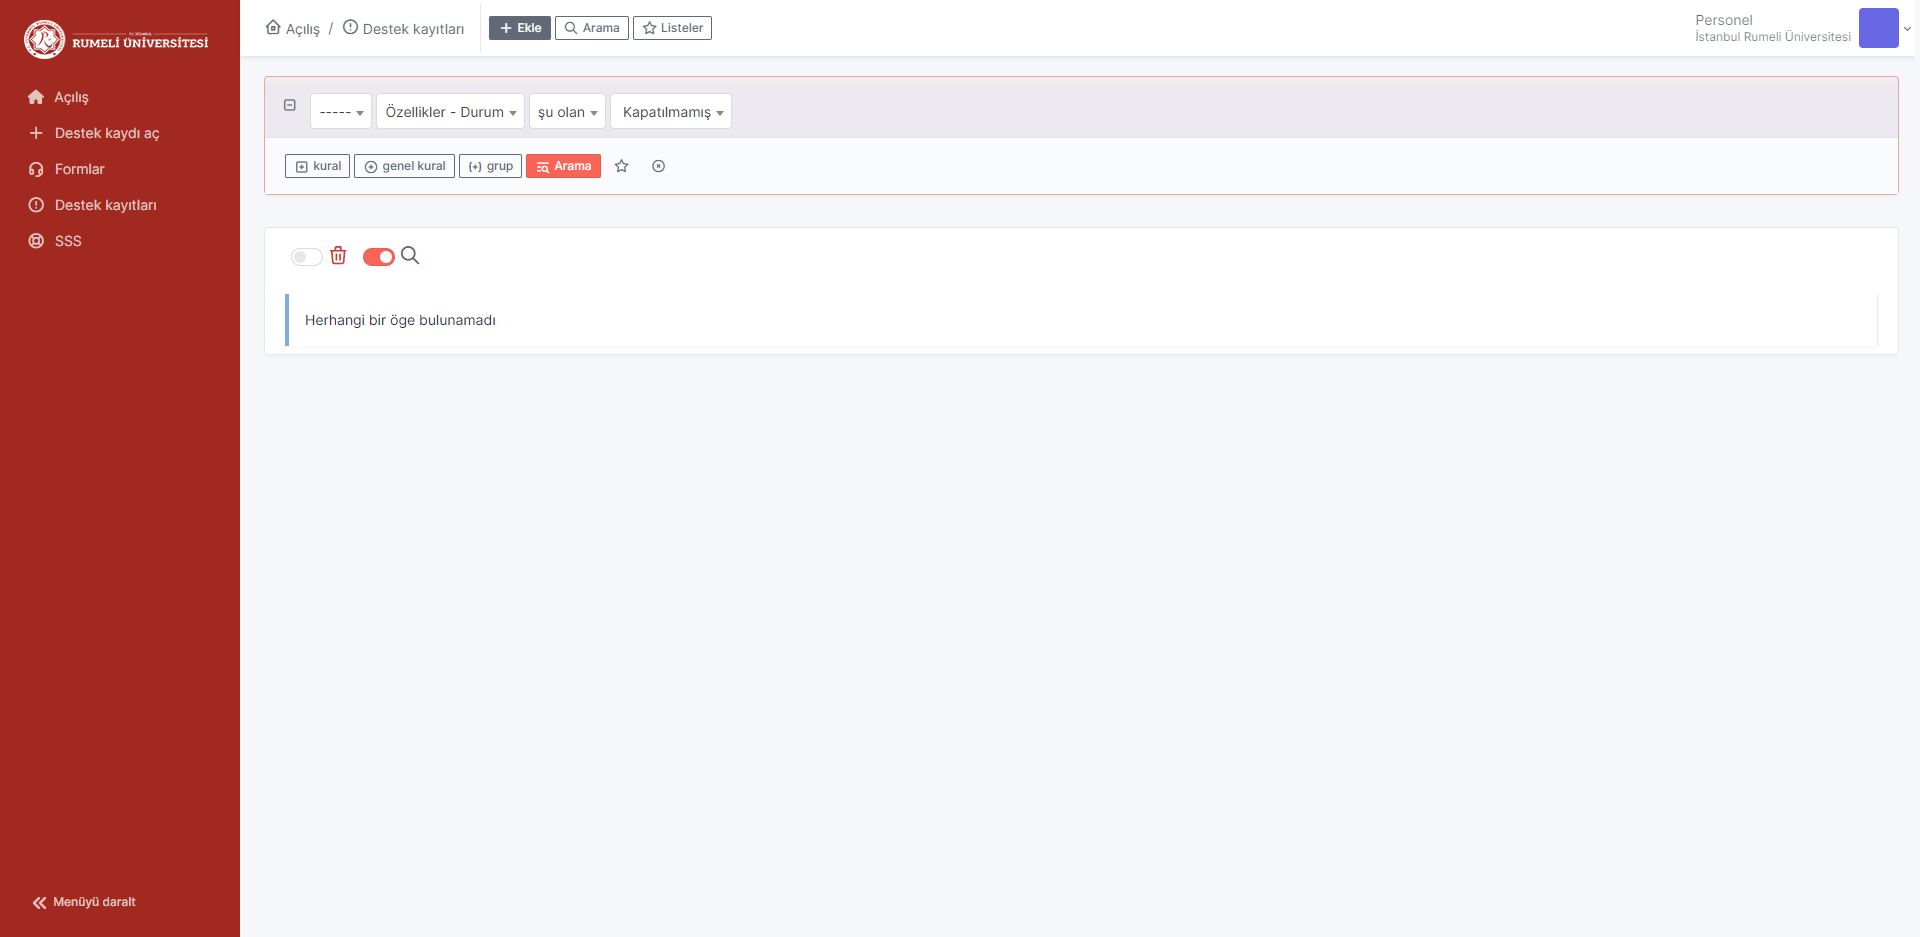 RUMELİ ÜNİVERSİTESİ
Açılış
Destek kaydı aç
Formlar
Destek kayıtları
SSS
Menüyü daralt
Açılış / Destek kayıtları
Ekle Arama Listeler
Personel
İstanbul Rumeli Üniversitesi
----- Özellikler - Durum şu olan Kapatılmamış
kural genel kural grup Arama
Herhangi bir öge bulunamadı